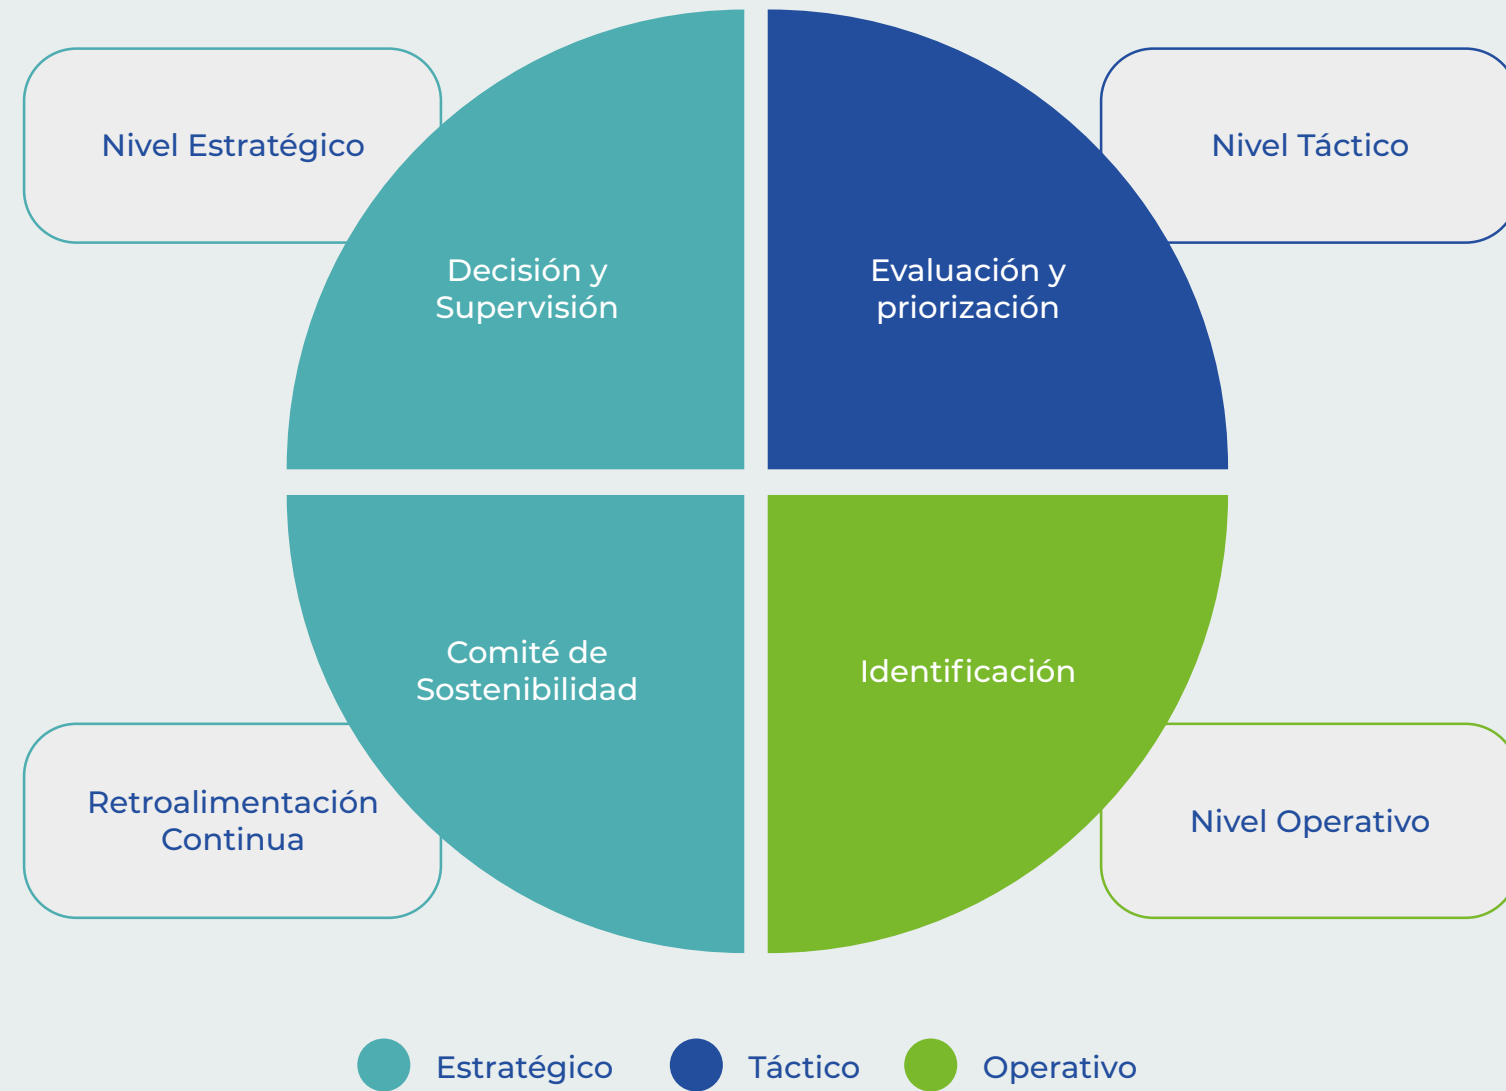 Nivel Estratégico
Nivel Táctico
Decisión y
Supervisión
Evaluación y
priorización
Comité de
Sostenibilidad
Identificación
Retroalimentación
Continua
Nivel Operativo
Estratégico
Táctico
Operativo